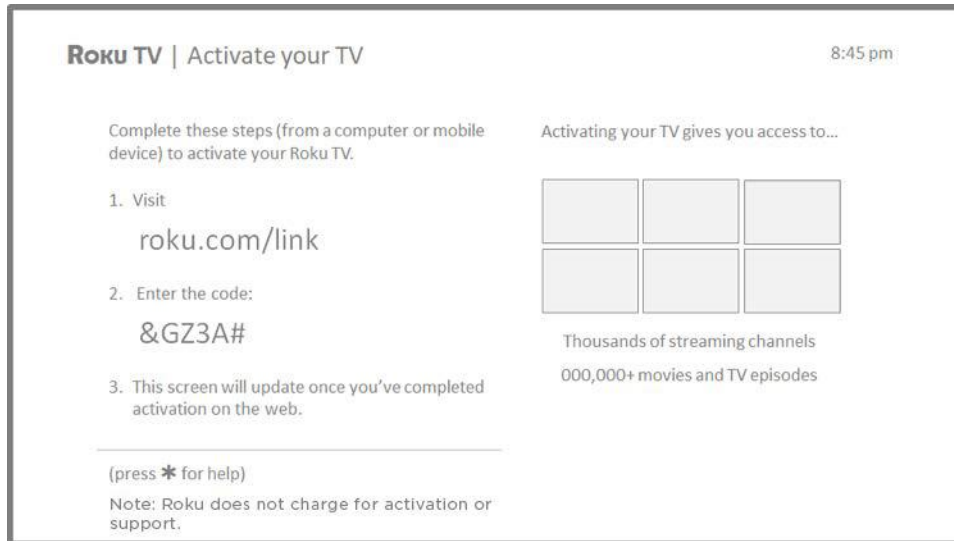 ROKU TV | Activate your TV
8:45 pm
Complete these steps (from a computer or mobile
device) to activate your Roku TV.
1. Visit
roku.com/link
2. Enter the code:
&GZ3A#
3. This screen will update once you've completed
activation on the web.
(press ✱ for help)
Note: Roku does not charge for activation or
support.
Activating your TV gives you access to...
Thousands of streaming channels
000,000+ movies and TV episodes